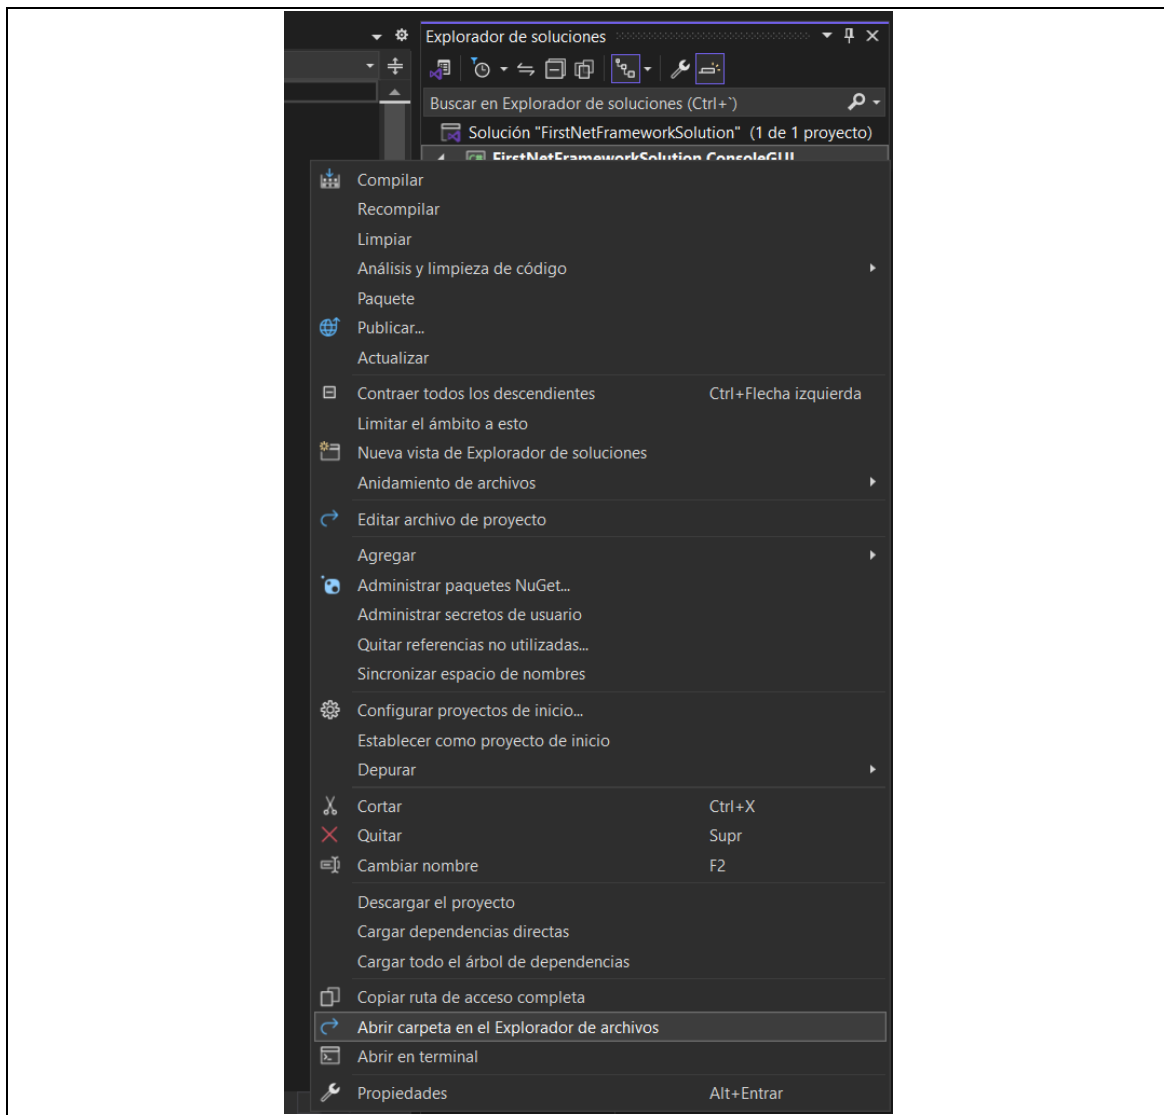 Explorador de soluciones
Buscar en Explorador de soluciones (Ctrl+`)
Solución "FirstNetFrameworkSolution" (1 de 1 proyecto)
FirstNetFrameworkSolution.ConsoleGUI
Compilar
Recompilar
Limpiar
Análisis y limpieza de código
Paquete
Publicar...
Actualizar
Contraer todos los descendientes Ctrl+Flecha izquierda
Limitar el ámbito a esto
Nueva vista de Explorador de soluciones
Anidamiento de archivos
Editar archivo de proyecto
Agregar
Administrar paquetes NuGet...
Administrar secretos de usuario
Quitar referencias no utilizadas...
Sincronizar espacio de nombres
Configurar proyectos de inicio...
Establecer como proyecto de inicio
Depurar
Cortar Ctrl+X
Quitar Supr
Cambiar nombre F2
Descargar el proyecto
Cargar dependencias directas
Cargar todo el árbol de dependencias
Copiar ruta de acceso completa
Abrir carpeta en el Explorador de archivos
Abrir en terminal
Propiedades Alt+Entrar